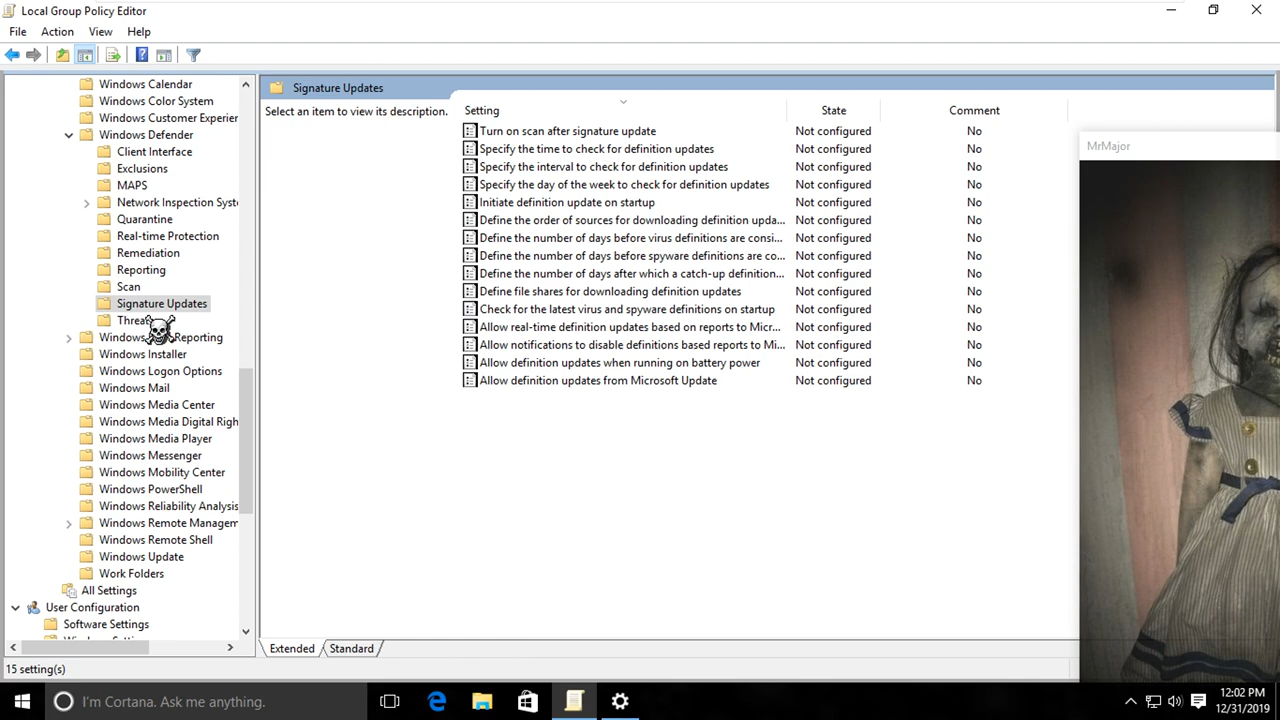 Local Group Policy Editor
File Action View Help
Windows Calendar
Windows Color System
Windows Customer Experier
Windows Defender
Client Interface
Exclusions
MAPS
Network Inspection Syste
Quarantine
Real-time Protection
Remediation
Reporting
Scan
Signature Updates
Windows Reporting
Windows Installer
Windows Logon Options
Windows Mail
Windows Media Center
Windows Media Digital Righ
Windows Media Player
Windows Messenger
Windows Mobility Center
Windows PowerShell
Windows Reliability Analysis
Windows Remote Managem
Windows Remote Shell
Windows Update
Work Folders
All Settings
User Configuration
Software Settings
Signature Updates
Select an item to view its description.
Setting State Comment
Turn on scan after signature update Not configured No
Specify the time to check for definition updates Not configured No
Specify the interval to check for definition updates Not configured No
Specify the day of the week to check for definition updates Not configured No
Initiate definition update on startup Not configured No
Define the order of sources for downloading definition upda... Not configured No
Define the number of days before virus definitions are consi... Not configured No
Define the number of days before spyware definitions are co... Not configured No
Define the number of days after which a catch-up definition... Not configured No
Define file shares for downloading definition updates Not configured No
Check for the latest virus and spyware definitions on startup Not configured No
Allow real-time definition updates based on reports to Micr... Not configured No
Allow notifications to disable definitions based reports to Mi... Not configured No
Allow definition updates when running on battery power Not configured No
Allow definition updates from Microsoft Update Not configured No
MrMajor
Extended Standard
15 setting(s)
I'm Cortana. Ask me anything.
12:02 PM
12/31/2019